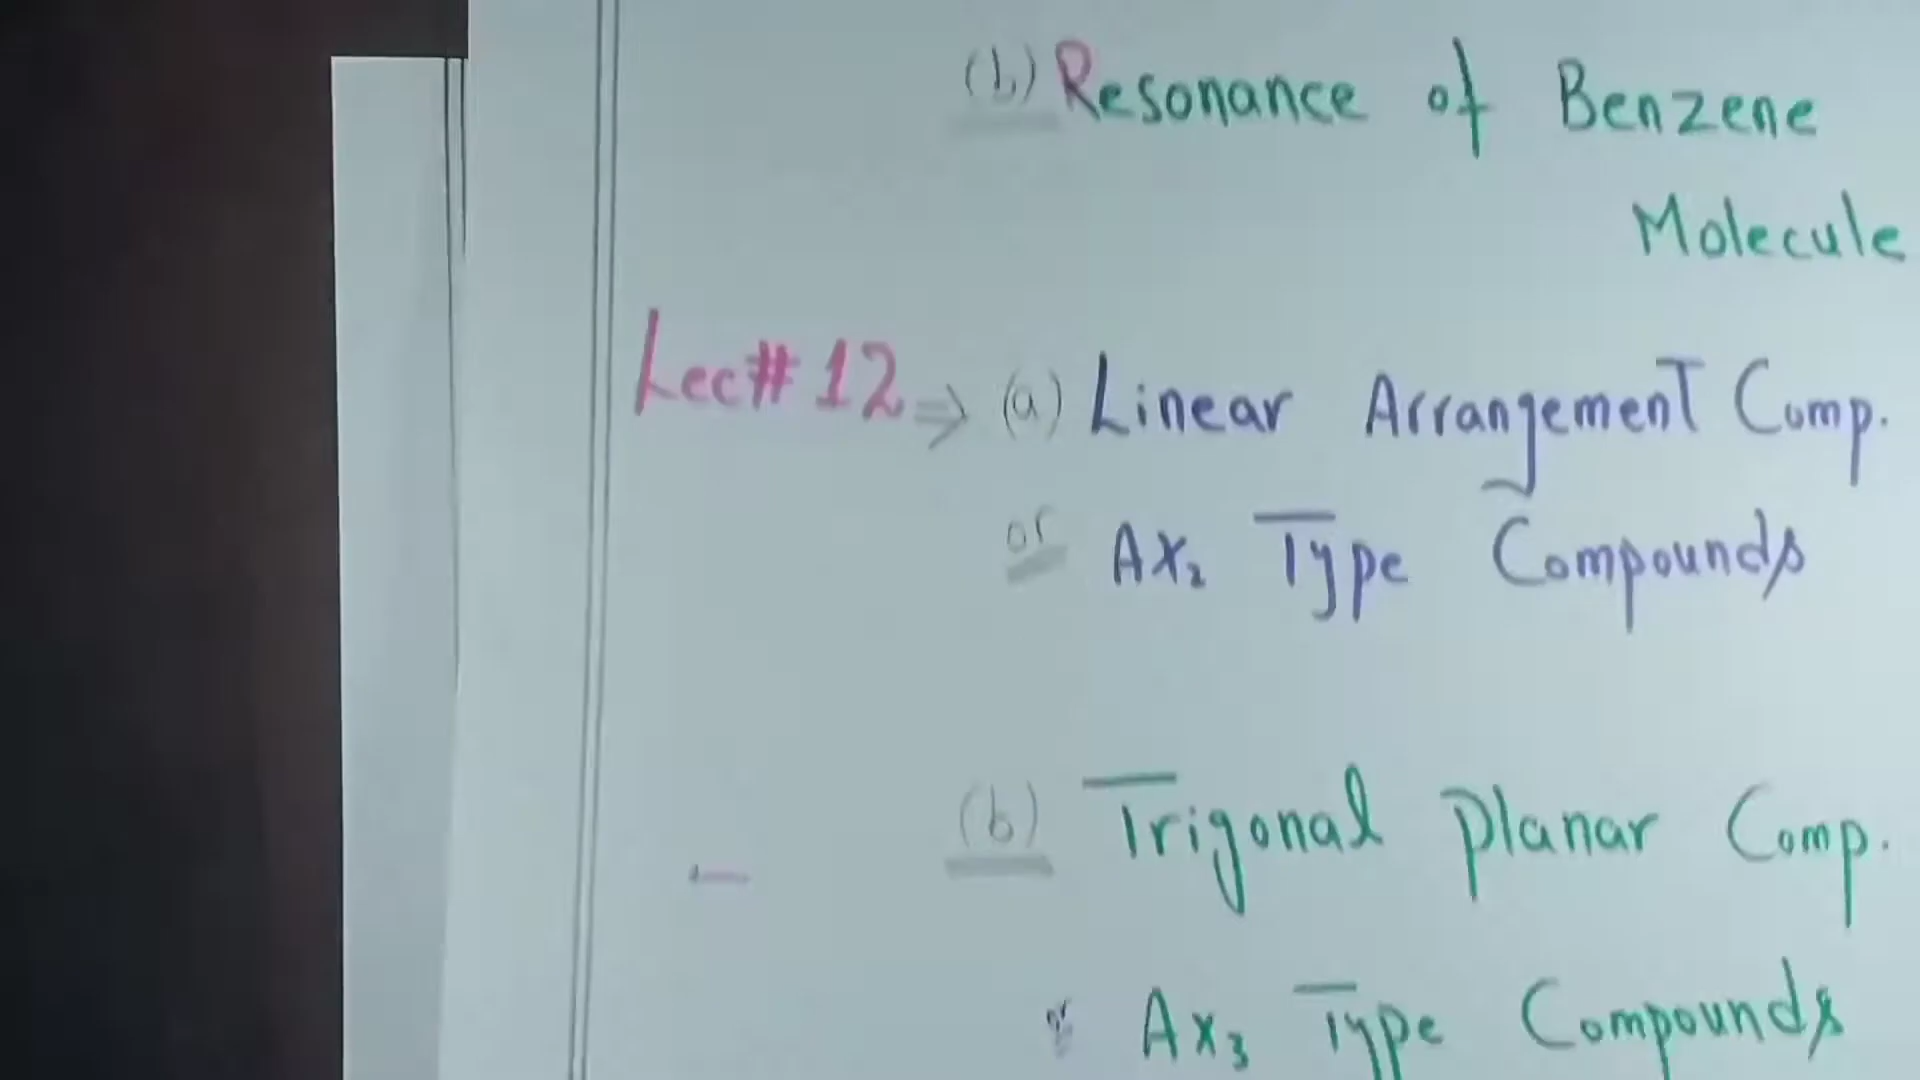 (b) Resonance of Benzene
Molecule
Lec# 12 ⇒ (a) Linear Arrangement Comp.
or Ax₂ Type Compounds
(b) Trigonal Planar Comp.
or Ax₃ Type Compounds